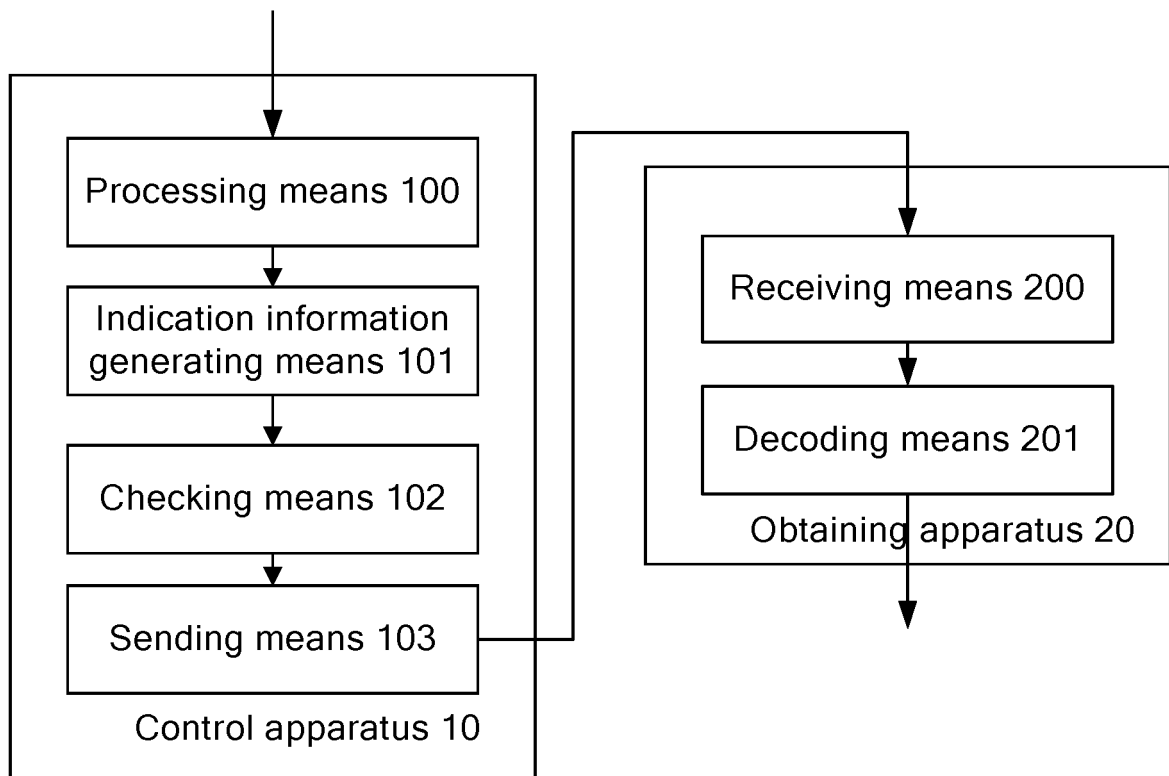 Processing means 100
Indication information
generating means 101
Checking means 102
Sending means 103
Control apparatus 10
Receiving means 200
Decoding means 201
Obtaining apparatus 20